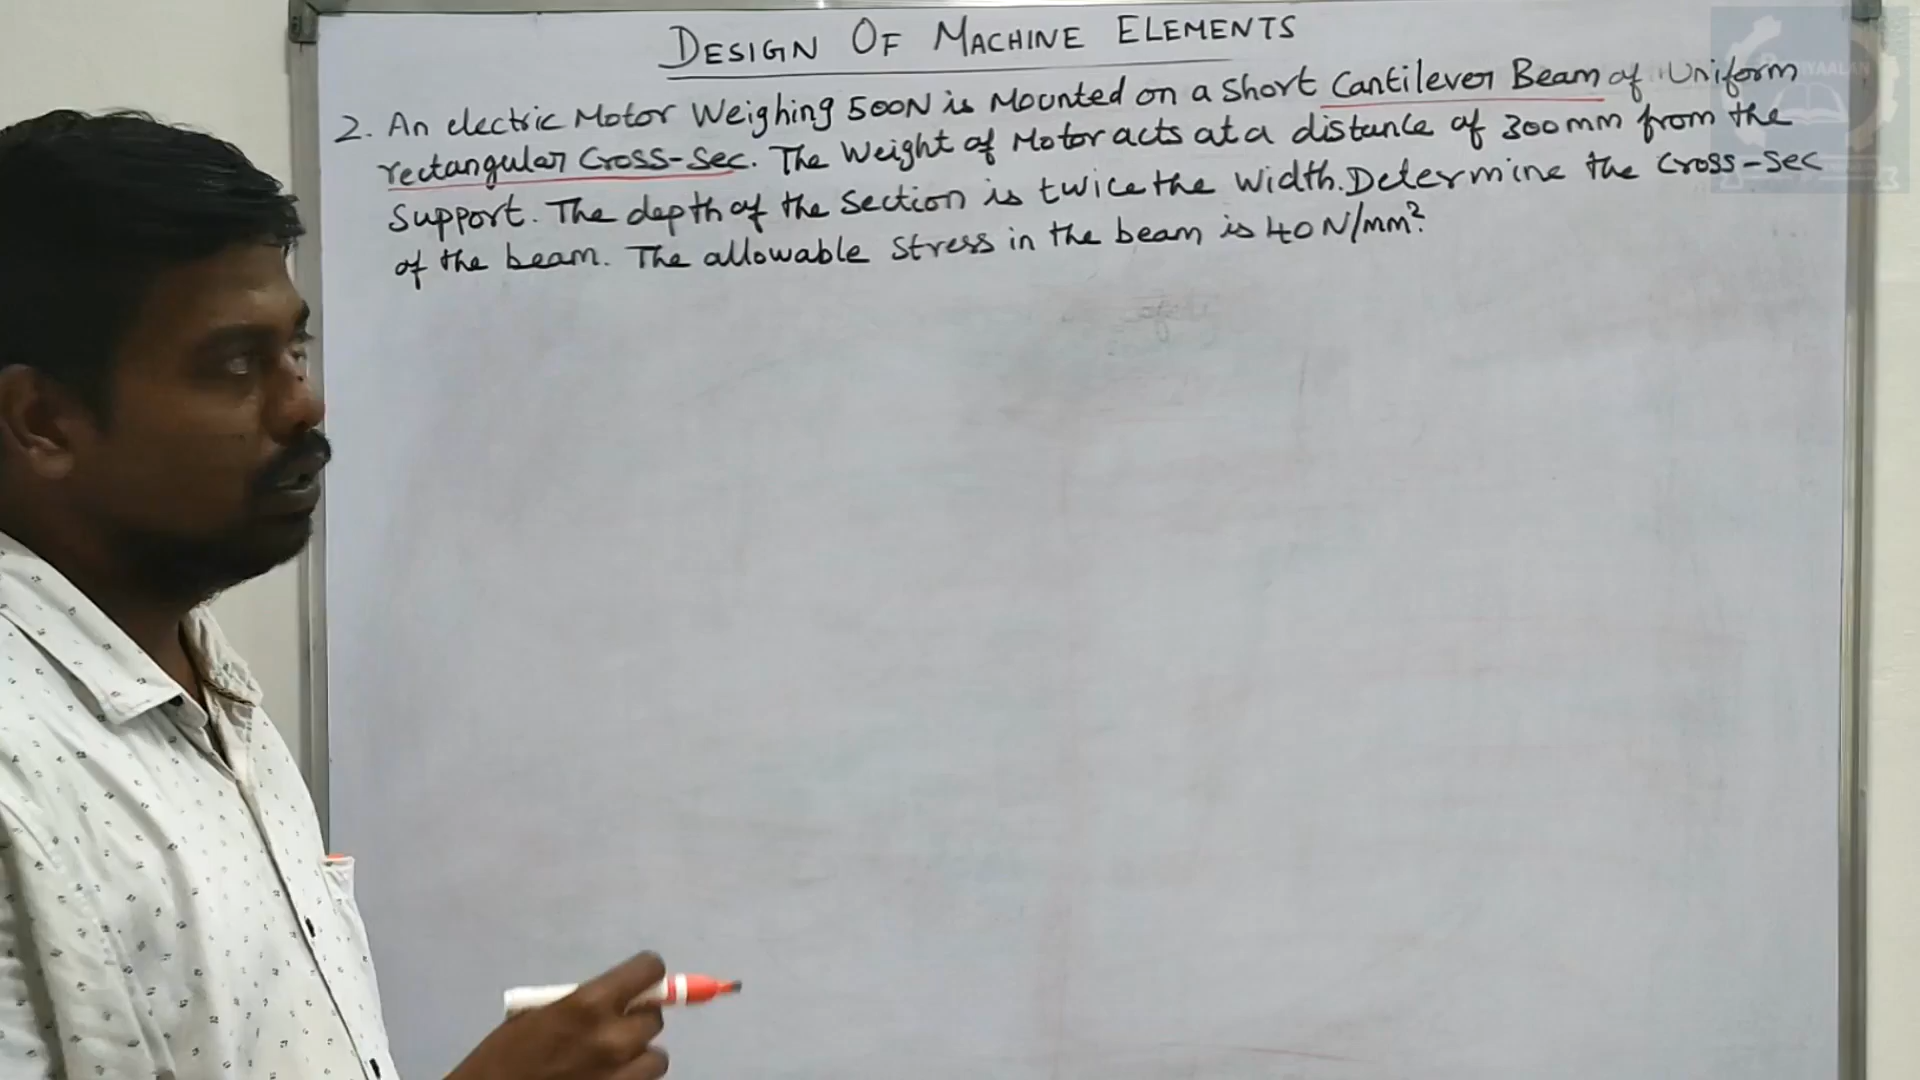 DESIGN OF MACHINE ELEMENTS
2. An electric Motor Weighing 500N is Mounted on a Short Cantilever Beam of Uniform
rectangular Cross-Sec. The Weight of Motor acts at a distance of 300mm from the
Support. The depth of the Section is twice the Width. Determine the Cross-Sec
of the beam. The allowable Stress in the beam is 40 N/mm².